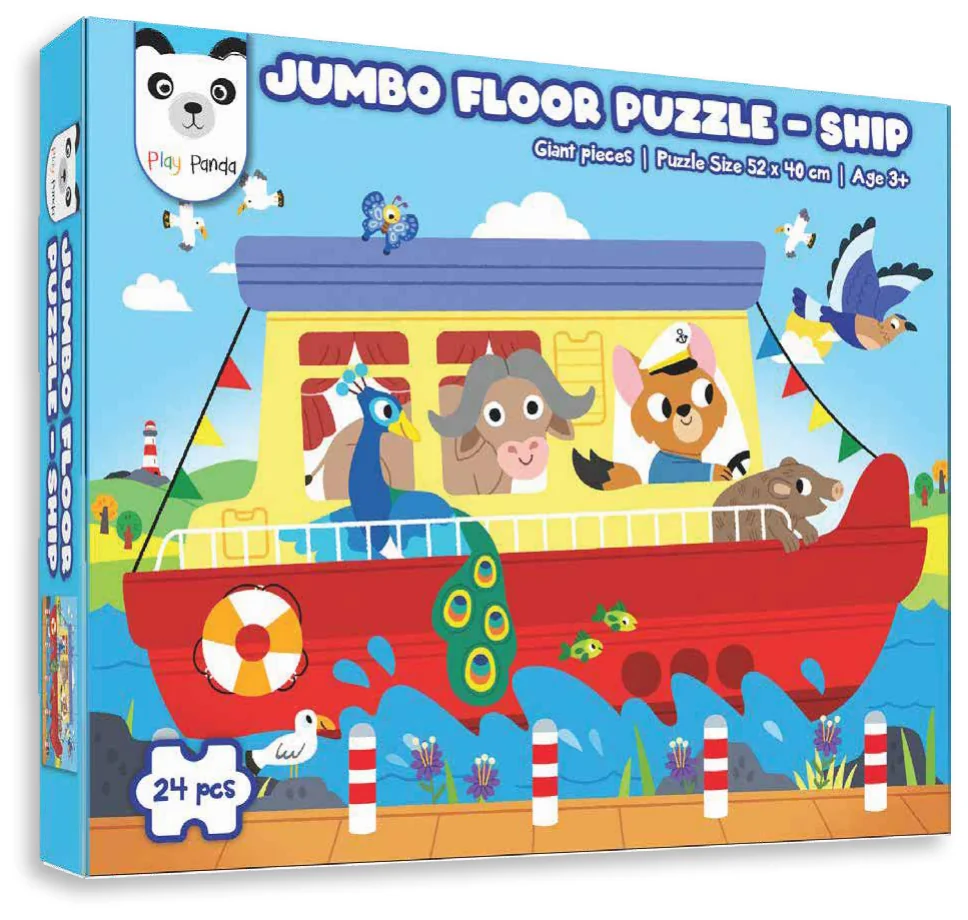 Play Panda
JUMBO FLOOR PUZZLE - SHIP
Giant pieces | Puzzle Size 52 x 40 cm | Age 3+
Play Panda
JUMBO FLOOR
PUZZLE - SHIP
24 pcs